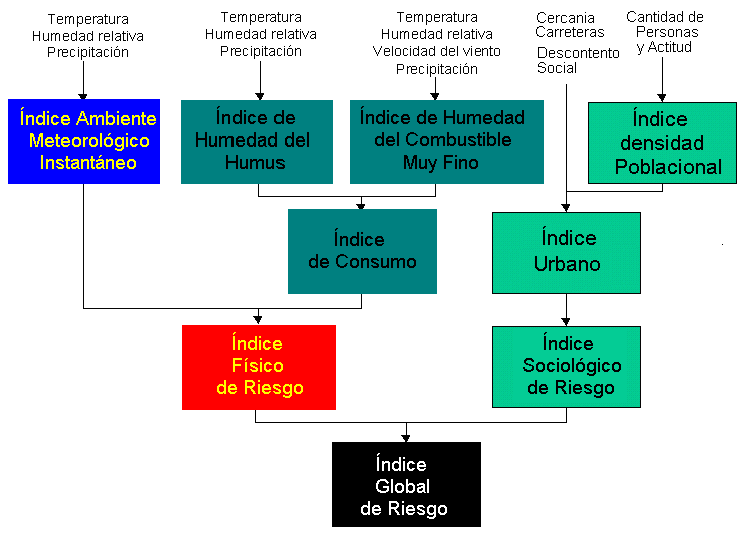 Temperatura
Humedad relativa
Precipitación
Temperatura
Humedad relativa
Precipitación
Temperatura
Humedad relativa
Velocidad del viento
Precipitación
Cercania
Carreteras
Descontento
Social
Cantidad de
Personas
y Actitud
Índice Ambiente
Meteorológico
Instantáneo
Índice de
Humedad del
Humus
Índice de Humedad
del Combustible
Muy Fino
Índice
densidad
Poblacional
Índice
de Consumo
Índice
Urbano
Índice
Físico
de Riesgo
Índice
Sociológico
de Riesgo
Índice
Global
de Riesgo